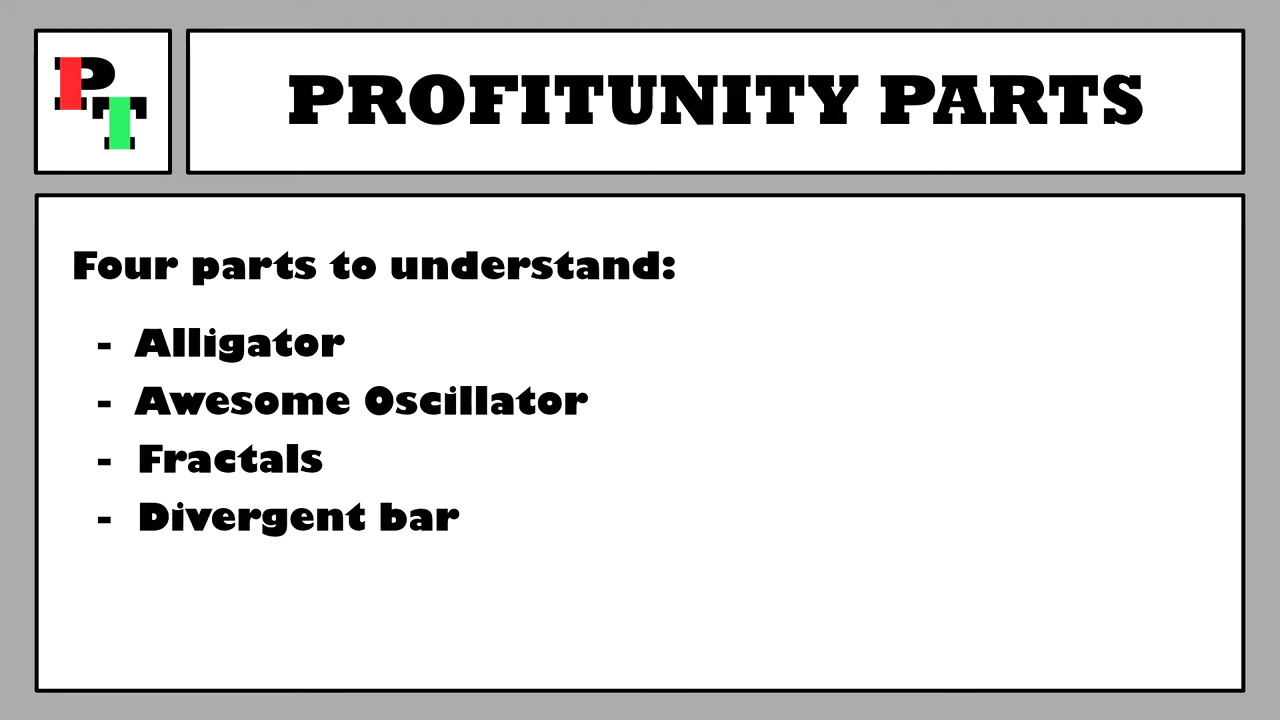 PT
PROFITUNITY PARTS
Four parts to understand:
- Alligator
- Awesome Oscillator
- Fractals
- Divergent bar